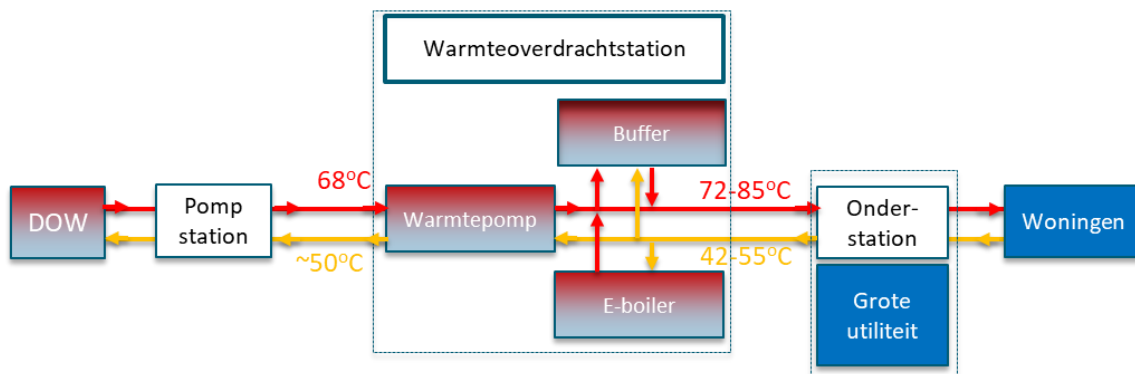 Warmteoverdrachtstation
Buffer
68°C
72-85°C
DOW
Pomp
station
Warmtepomp
Onder-
station
Woningen
~50°C
42-55°C
E-boiler
Grote
utiliteit